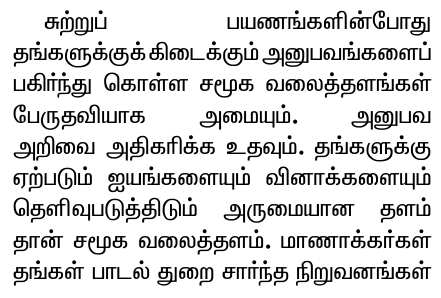 சுற்றுப் பயணங்களின்போது
தங்களுக்குக் கிடைக்கும் அனுபவங்களைப்
பகிர்ந்து கொள்ள சமூக வலைத்தளங்கள்
பேருதவியாக அமையும். அனுபவ
அறிவை அதிகரிக்க உதவும். தங்களுக்கு
ஏற்படும் ஐயங்களையும் வினாக்களையும்
தெளிவுபடுத்திடும் அருமையான தளம்
தான் சமூக வலைத்தளம். மாணாக்கர்கள்
தங்கள் பாடல் துறை சார்ந்த நிறுவனங்கள்